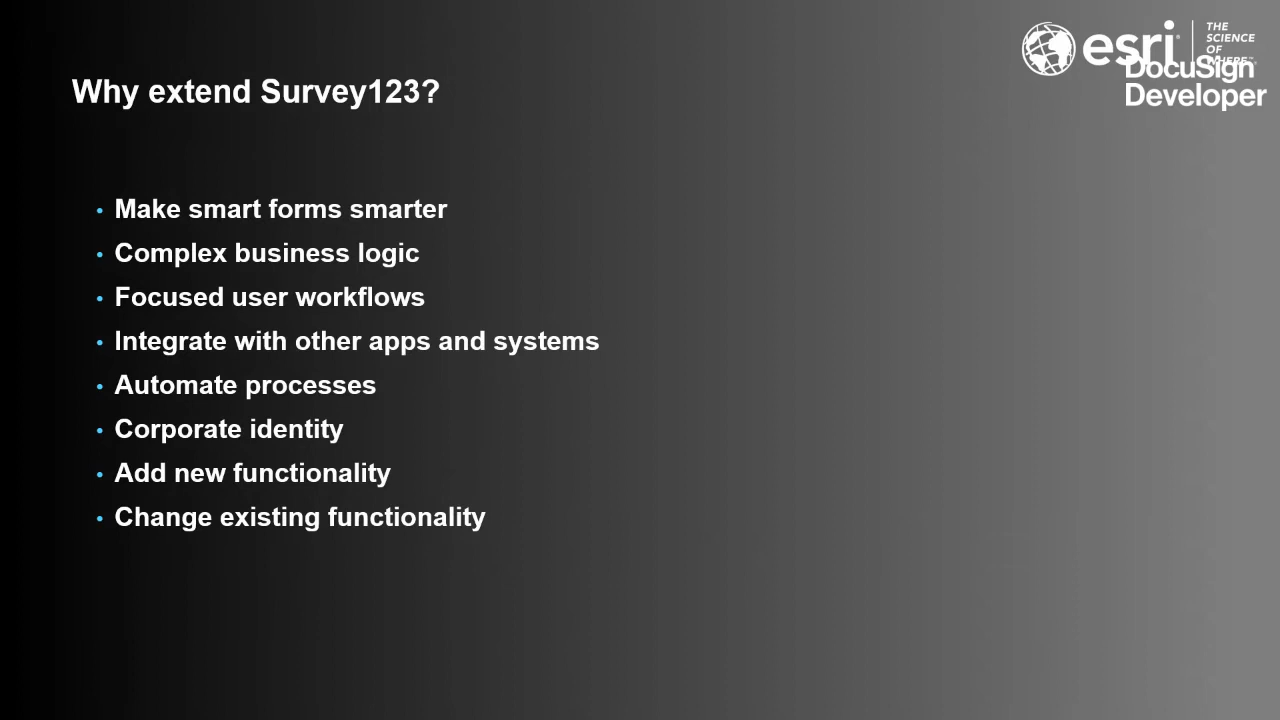 esri
THE
SCIENCE
OF
WHERE
DocuSign
Developer
Why extend Survey123?
• Make smart forms smarter
• Complex business logic
• Focused user workflows
• Integrate with other apps and systems
• Automate processes
• Corporate identity
• Add new functionality
• Change existing functionality